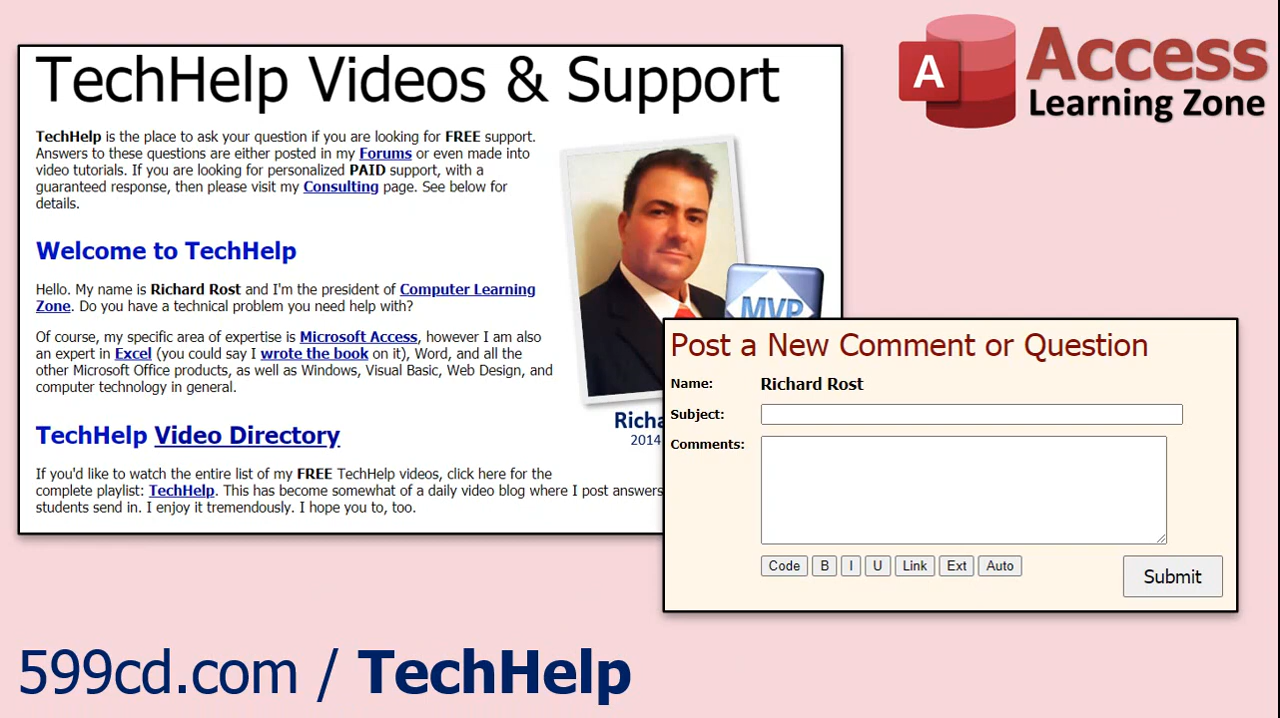 TechHelp Videos & Support
TechHelp is the place to ask your question if you are looking for FREE support.
Answers to these questions are either posted in my Forums or even made into
video tutorials. If you are looking for personalized PAID support, with a
guaranteed response, then please visit my Consulting page. See below for
details.
Welcome to TechHelp
Hello. My name is Richard Rost and I'm the president of Computer Learning
Zone. Do you have a technical problem you need help with?
Of course, my specific area of expertise is Microsoft Access, however I am also
an expert in Excel (you could say I wrote the book on it), Word, and all the
other Microsoft Office products, as well as Windows, Visual Basic, Web Design, and
computer technology in general.
TechHelp Video Directory
If you'd like to watch the entire list of my FREE TechHelp videos, click here for the
complete playlist: TechHelp. This has become somewhat of a daily video blog where I post answers
students send in. I enjoy it tremendously. I hope you to, too.
MVP
2014
A
Access
Learning Zone
Post a New Comment or Question
Name: Richard Rost
Subject:
Comments:
Code B I U Link Ext Auto
Submit
599cd.com / TechHelp